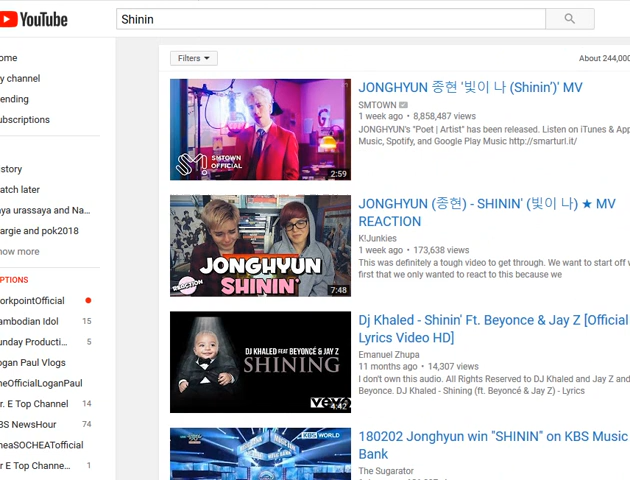 YouTube
Shinin
ome
y channel
ending
ubscriptions
story
atch later
aya urassaya and Na...
argie and pok2018
how more
PTIONS
orkpointOfficial
ambodian Idol 15
unday Producti... 5
ogan Paul Vlogs
heOfficialLoganPaul
r. E Top Channel 14
BS NewsHour 74
heaSOCHEATofficial
r E Top Channe... 1
Filters
About 244,000
SMTOWN OFFICIAL
2:59
JONGHYUN 종현 '빛이 나 (Shinin')' MV
SMTOWN
1 week ago • 8,858,487 views
JONGHYUN's "Poet | Artist" has been released. Listen on iTunes & App
Music, Spotify, and Google Play Music http://smarturl.it/
JONGHYUN
SHININ'
REACTION
7:48
JONGHYUN (종현) - SHININ' (빛이 나) ★ MV
REACTION
K!Junkies
1 week ago • 173,638 views
This was definitely a tough video to get through. We want to start off w
first that we only wanted to react to this because we
DJ KHALED FEAT BEYONCÉ & JAY Z
SHINING
vevo
4:42
Dj Khaled - Shinin' Ft. Beyonce & Jay Z [Official
Lyrics Video HD]
Emanuel Zhupa
11 months ago • 14,307 views
I don't own this audio. All Rights Reserved to DJ Khaled and Jay Z and
Beyonce. DJ Khaled - Shining (ft. Beyoncé & Jay Z) - Lyrics
KBS WORLD
180202 Jonghyun win "SHININ" on KBS Music
Bank
The Sugarator